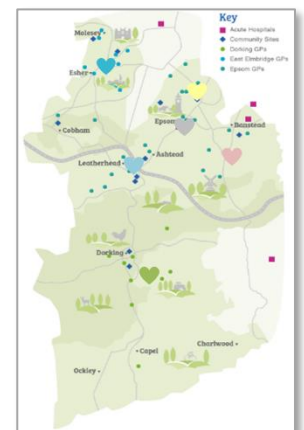 Key
Acute Hospitals
Community Sites
Dorking GPs
East Elmbridge GPs
Epsom GPs
Molesey
Esher
Cobham
Epsom
Banstead
Ashtead
Leatherhead
Dorking
Capel
Charlwood
Ockley